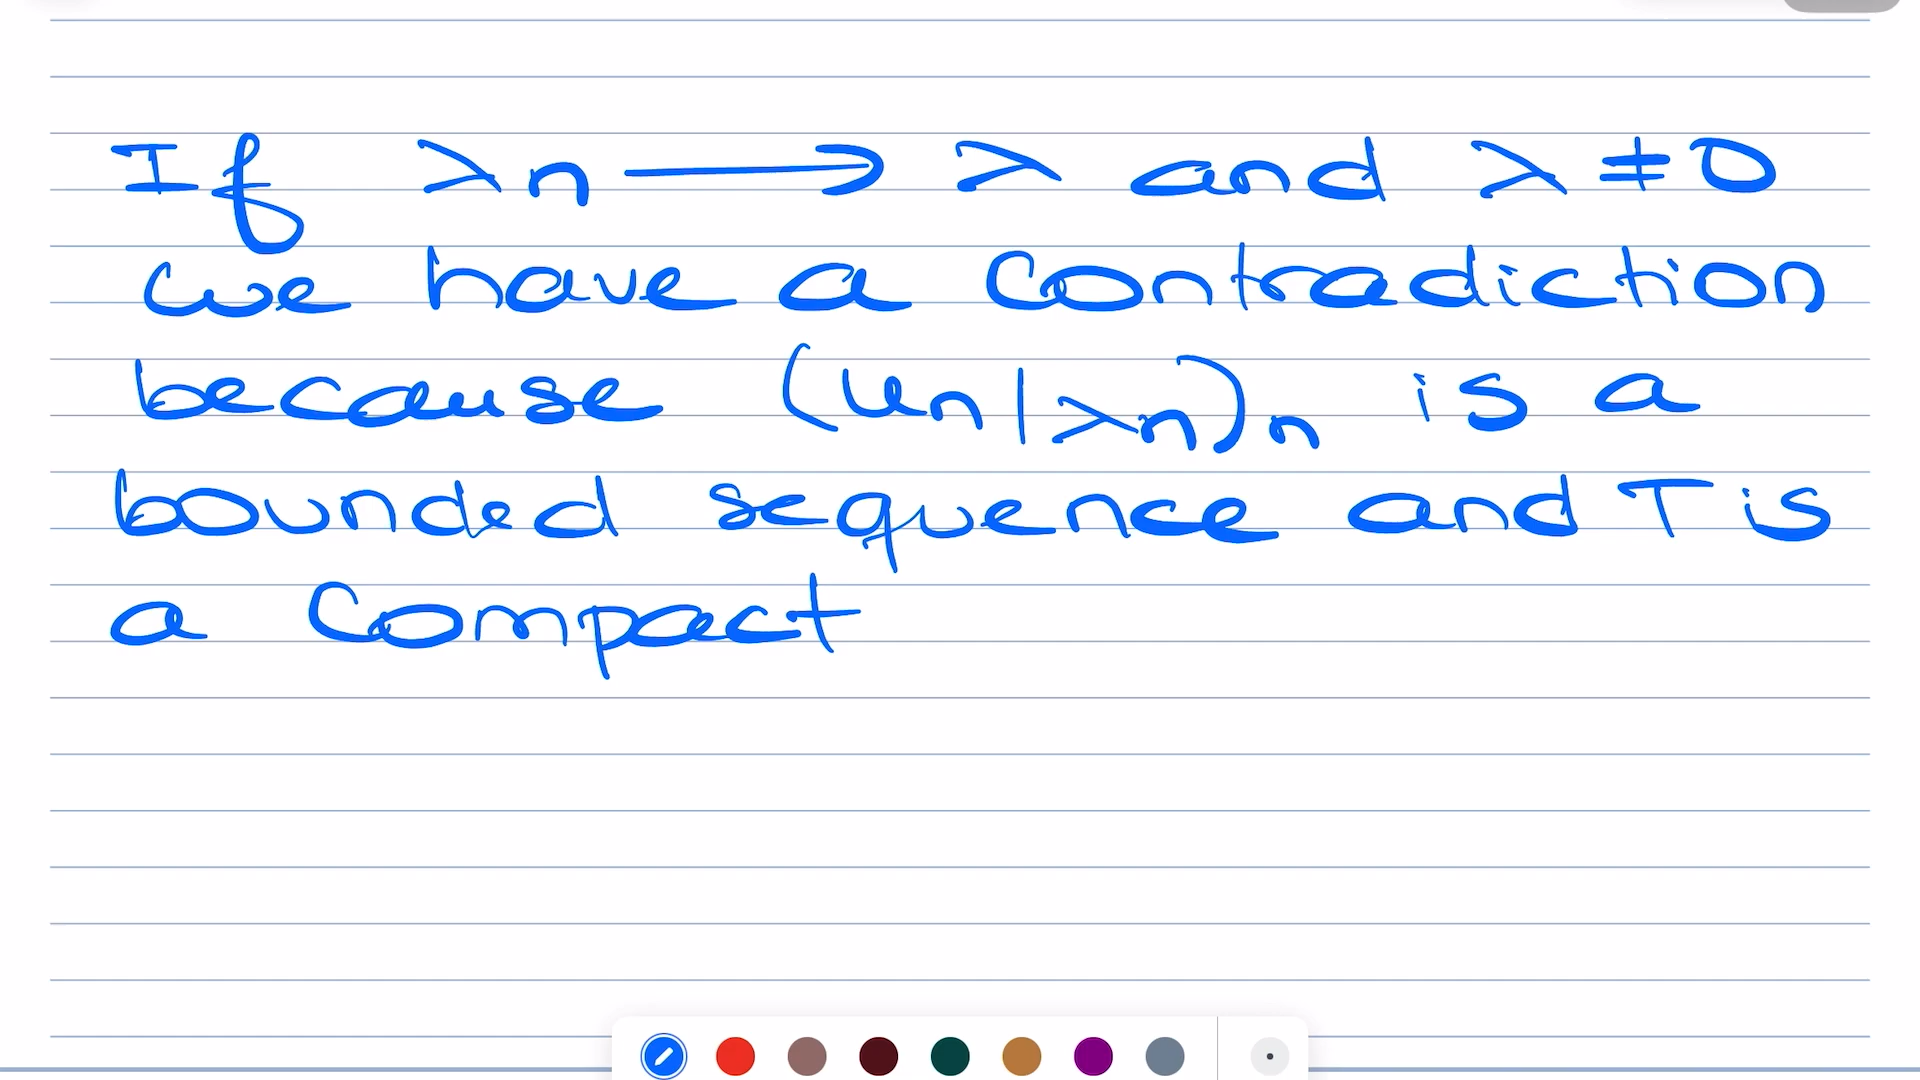 If λn → λ and λ ≠ 0
we have a contradiction
because (un/λn)n is a
bounded sequence and T is
a compact